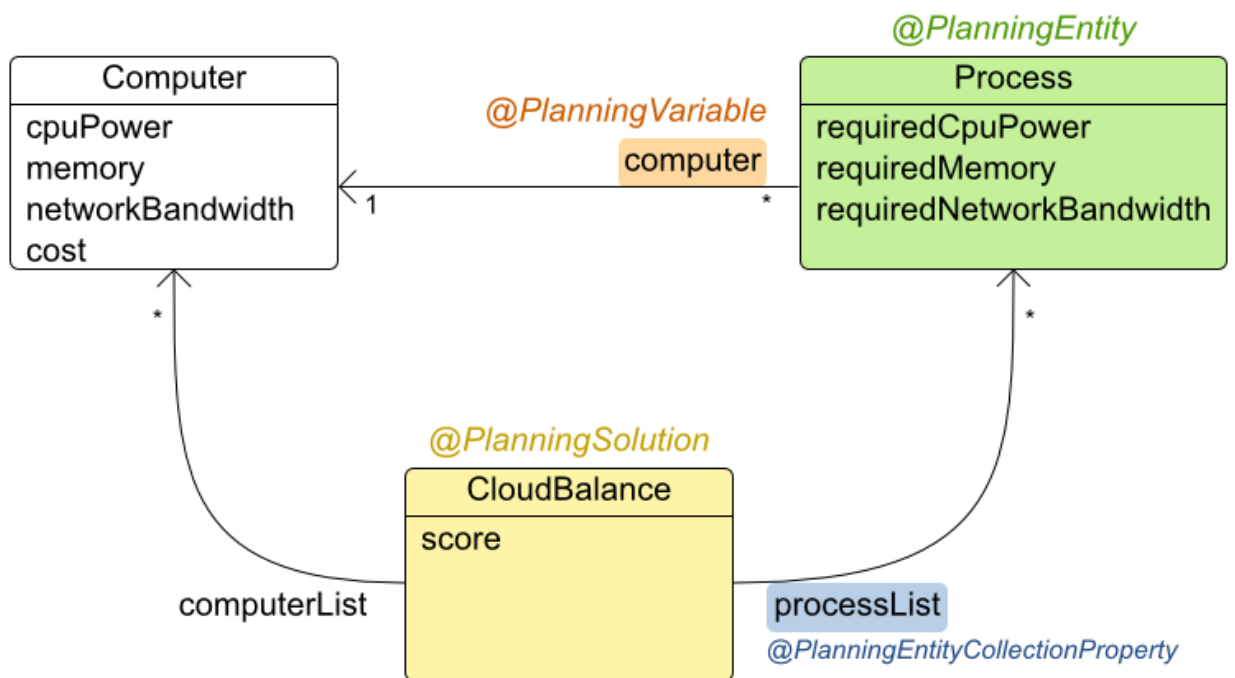 @PlanningEntity
Computer
Process
@PlanningVariable
cpuPower
memory
networkBandwidth
cost
computer
1
*
requiredCpuPower
requiredMemory
requiredNetworkBandwidth
*
*
@PlanningSolution
CloudBalance
score
computerList
processList
@PlanningEntityCollectionProperty